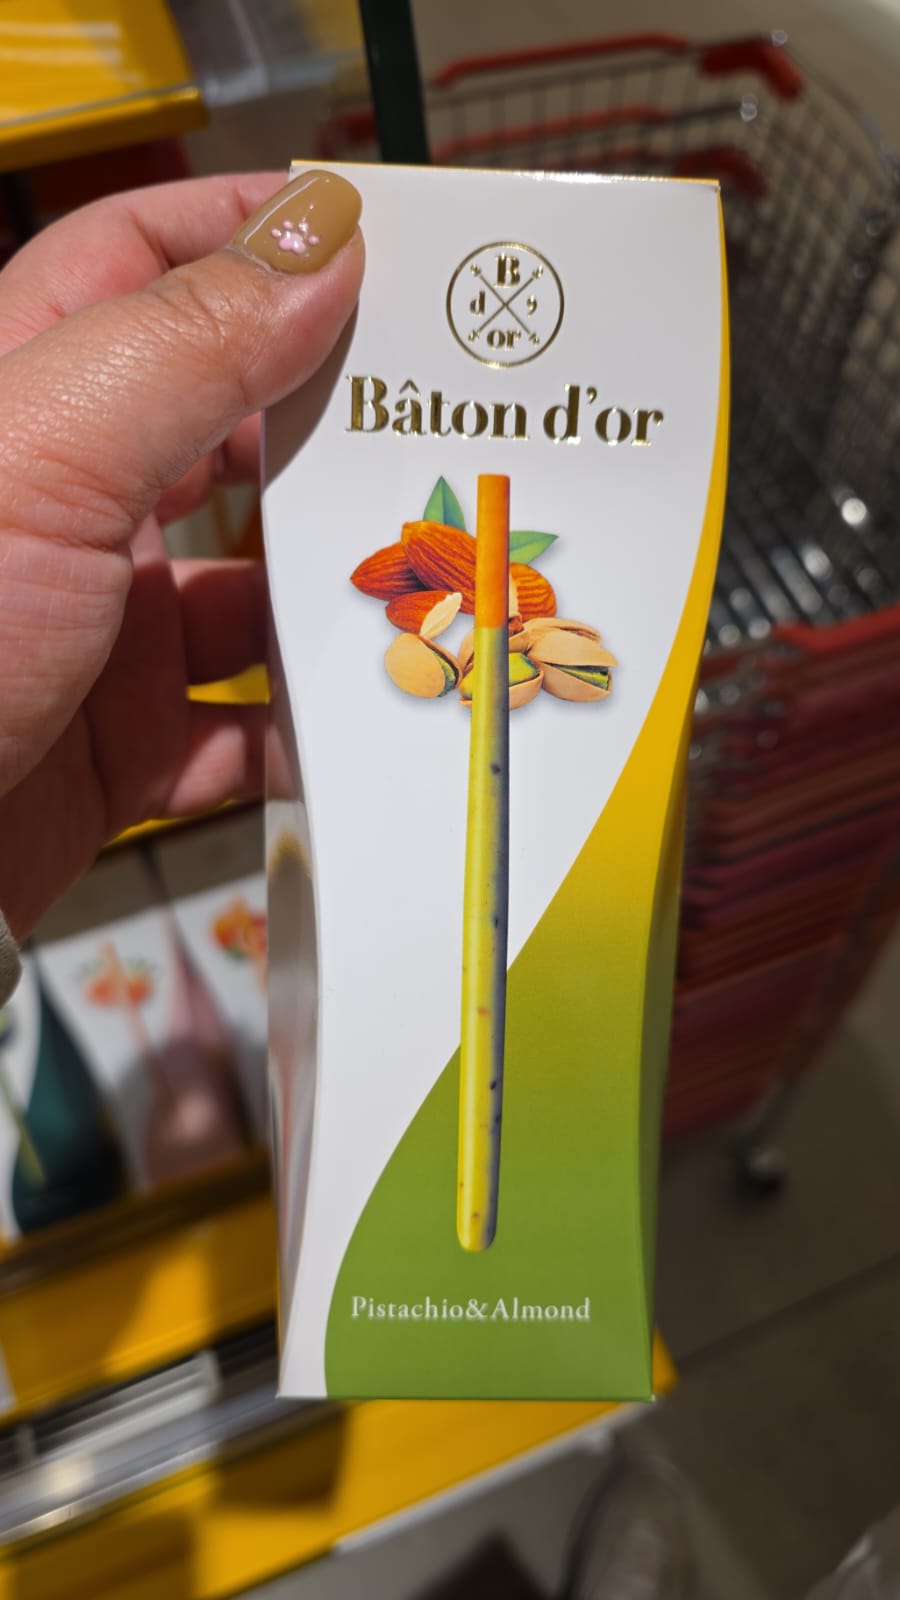 B
d '
or
Bâton d'or
Pistachio&Almond